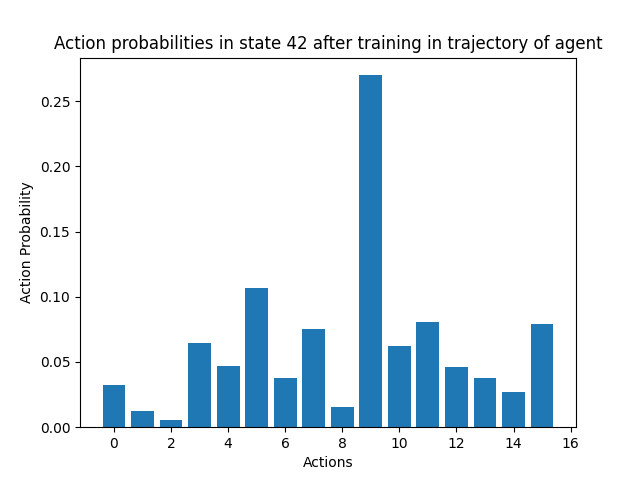 Action probabilities in state 42 after training in trajectory of agent
0.25
0.20
0.15
0.10
0.05
0.00
Action Probability
0 2 4 6 8 10 12 14 16
Actions